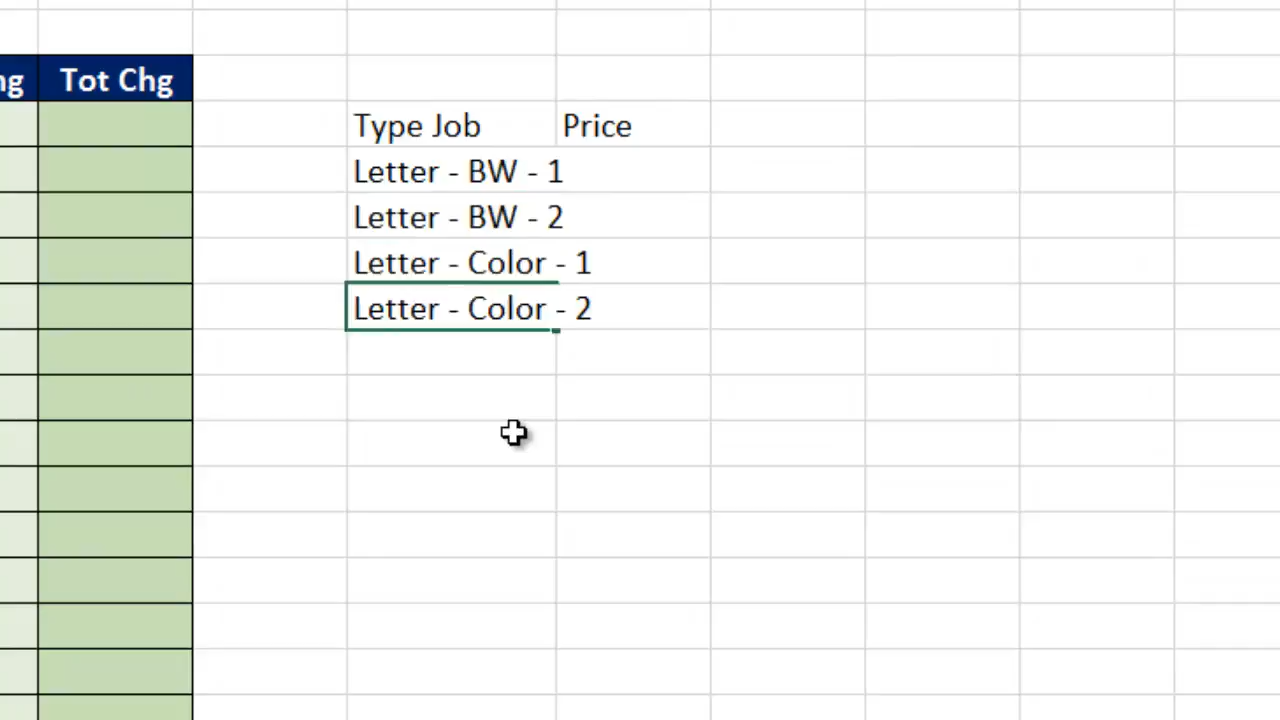 ng Tot Chg
Type Job Price
Letter - BW - 1
Letter - BW - 2
Letter - Color - 1
Letter - Color - 2